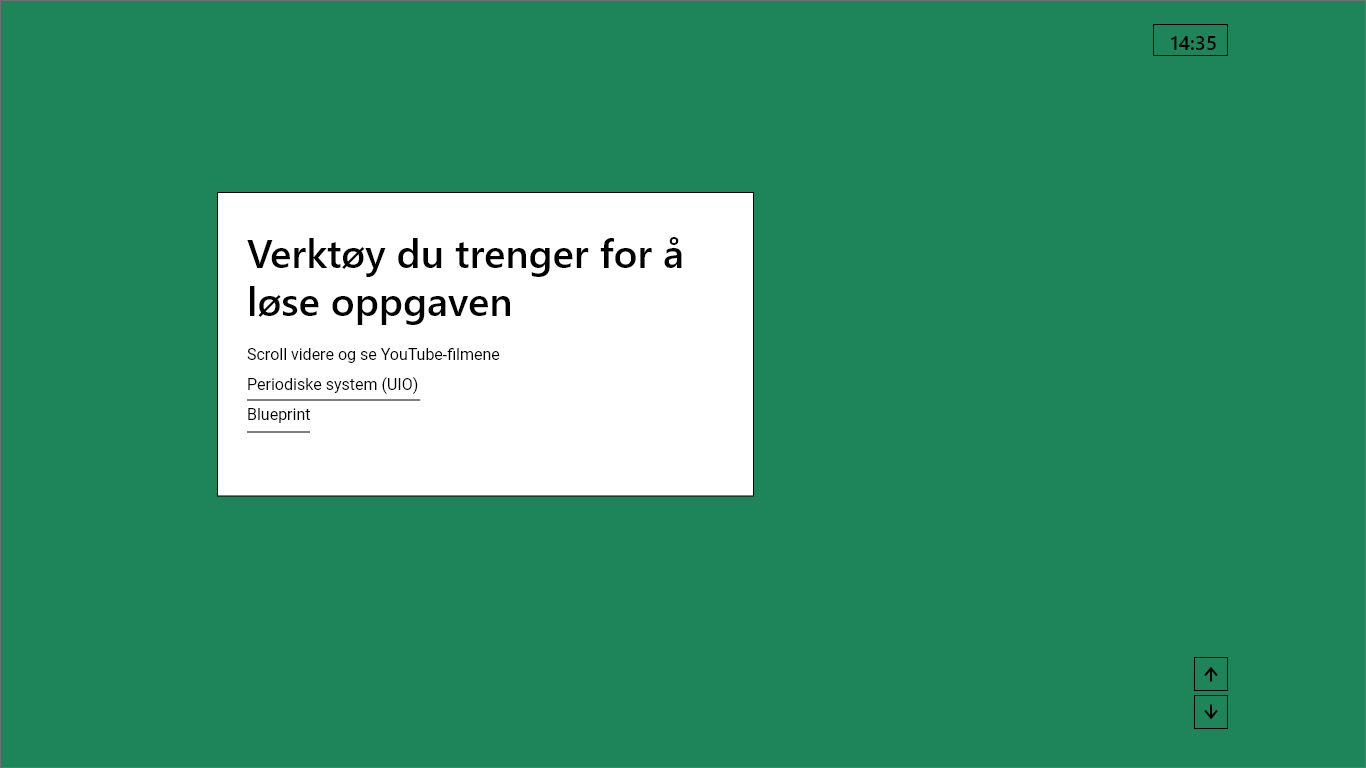 14:35
Verktøy du trenger for å
løse oppgaven
Scroll videre og se YouTube-filmene
Periodiske system (UIO)
Blueprint